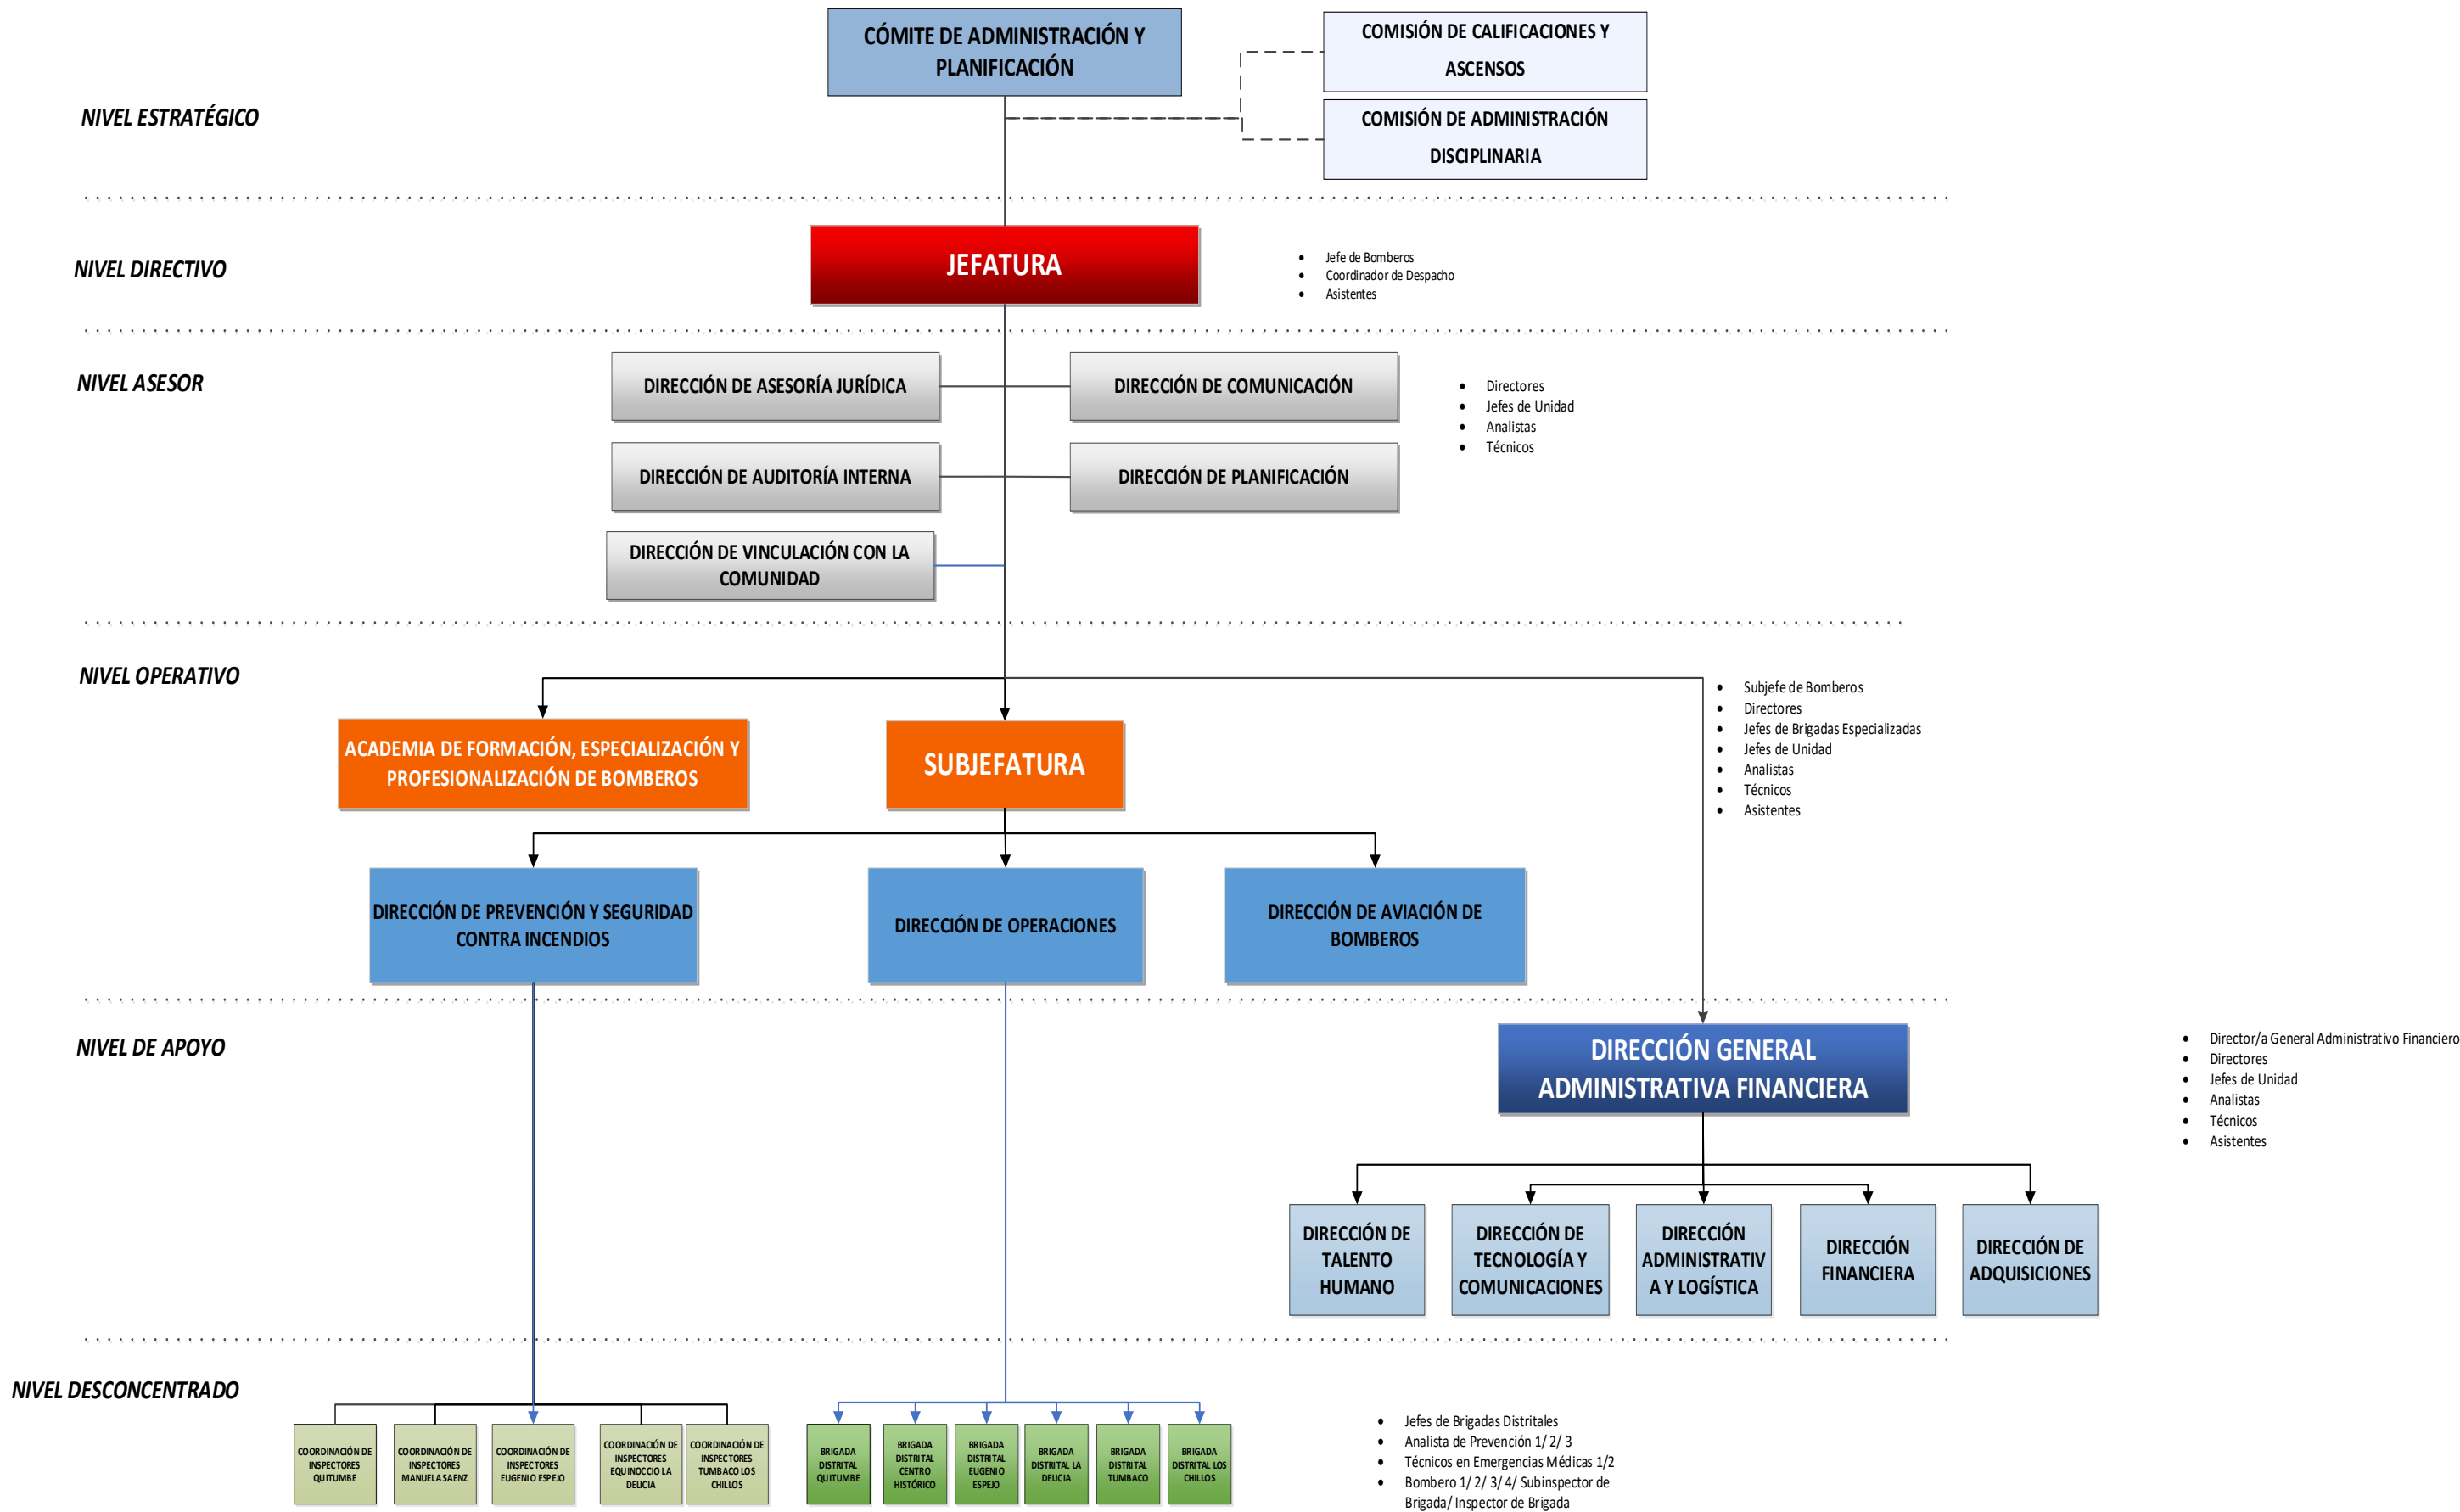 CÓMITE DE ADMINISTRACIÓN Y
PLANIFICACIÓN
COMISIÓN DE CALIFICACIONES Y
ASCENSOS
COMISIÓN DE ADMINISTRACIÓN
DISCIPLINARIA
NIVEL ESTRATÉGICO
NIVEL DIRECTIVO
JEFATURA
• Jefe de Bomberos
• Coordinador de Despacho
• Asistentes
NIVEL ASESOR
DIRECCIÓN DE ASESORÍA JURÍDICA
DIRECCIÓN DE COMUNICACIÓN
DIRECCIÓN DE AUDITORÍA INTERNA
DIRECCIÓN DE PLANIFICACIÓN
DIRECCIÓN DE VINCULACIÓN CON LA
COMUNIDAD
• Directores
• Jefes de Unidad
• Analistas
• Técnicos
NIVEL OPERATIVO
ACADEMIA DE FORMACIÓN, ESPECIALIZACIÓN Y
PROFESIONALIZACIÓN DE BOMBEROS
SUBJEFATURA
• Subjefe de Bomberos
• Directores
• Jefes de Brigadas Especializadas
• Jefes de Unidad
• Analistas
• Técnicos
• Asistentes
DIRECCIÓN DE PREVENCIÓN Y SEGURIDAD
CONTRA INCENDIOS
DIRECCIÓN DE OPERACIONES
DIRECCIÓN DE AVIACIÓN DE
BOMBEROS
NIVEL DE APOYO
DIRECCIÓN GENERAL
ADMINISTRATIVA FINANCIERA
• Director/a General Administrativo Financiero
• Directores
• Jefes de Unidad
• Analistas
• Técnicos
• Asistentes
DIRECCIÓN DE
TALENTO
HUMANO
DIRECCIÓN DE
TECNOLOGÍA Y
COMUNICACIONES
DIRECCIÓN
ADMINISTRATIV
A Y LOGÍSTICA
DIRECCIÓN
FINANCIERA
DIRECCIÓN DE
ADQUISICIONES
NIVEL DESCONCENTRADO
COORDINACIÓN DE
INSPECTORES
QUITUMBE
COORDINACIÓN DE
INSPECTORES
MANUELA SAENZ
COORDINACIÓN DE
INSPECTORES
EUGENIO ESPEJO
COORDINACIÓN DE
INSPECTORES
EQUINOCCIO LA
DELICIA
COORDINACIÓN DE
INSPECTORES
TUMBACO LOS
CHILLOS
BRIGADA
DISTRITAL
QUITUMBE
BRIGADA
DISTRITAL
CENTRO
HISTÓRICO
BRIGADA
DISTRITAL
EUGENIO
ESPEJO
BRIGADA
DISTRITAL LA
DELICIA
BRIGADA
DISTRITAL
TUMBACO
BRIGADA
DISTRITAL LOS
CHILLOS
• Jefes de Brigadas Distritales
• Analista de Prevención 1/ 2/ 3
• Técnicos en Emergencias Médicas 1/2
• Bombero 1/ 2/ 3/ 4/ Subinspector de
Brigada/ Inspector de Brigada